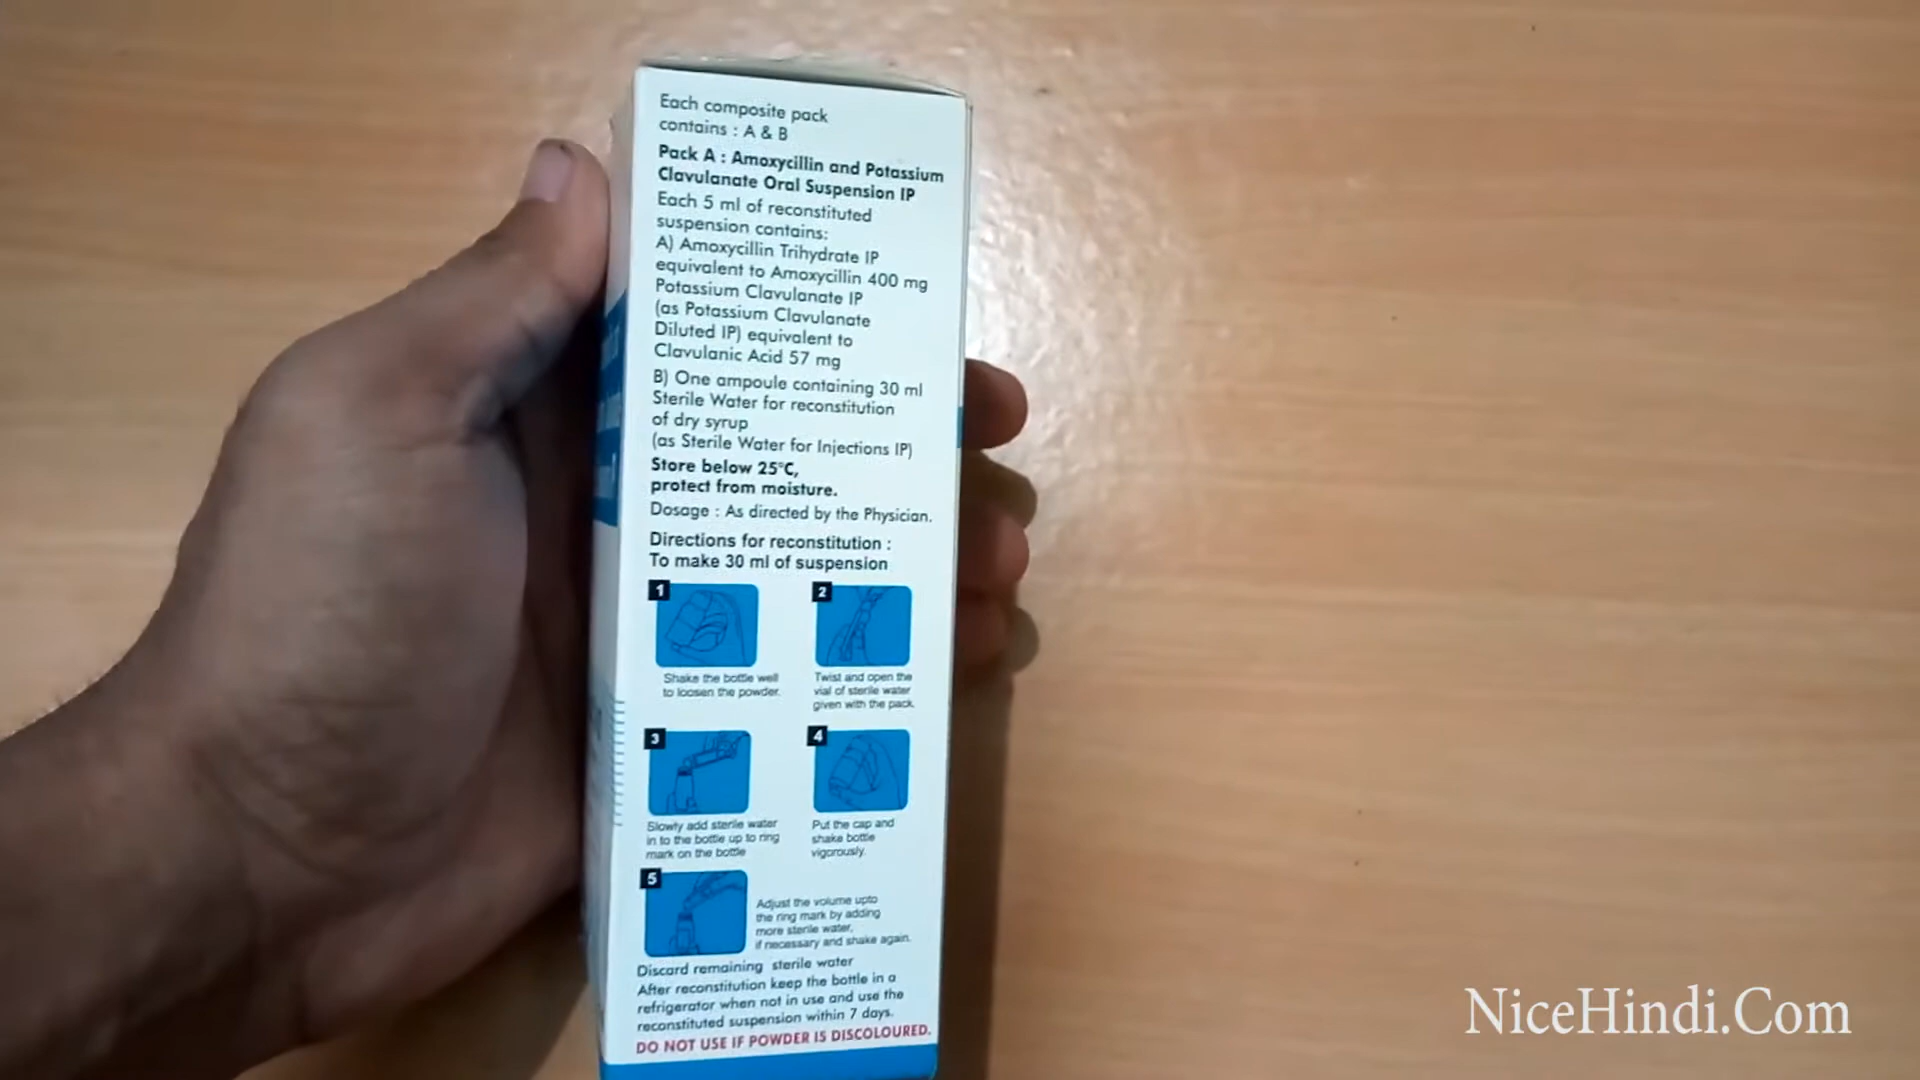 Each composite pack
contains : A & B
Pack A : Amoxycillin and Potassium
Clavulanate Oral Suspension IP
Each 5 ml of reconstituted
suspension contains:
A) Amoxycillin Trihydrate IP
equivalent to Amoxycillin 400 mg
Potassium Clavulanate IP
(as Potassium Clavulanate
Diluted IP) equivalent to
Clavulanic Acid 57 mg
B) One ampoule containing 30 ml
Sterile Water for reconstitution
of dry syrup
(as Sterile Water for Injections IP)
Store below 25°C,
protect from moisture.
Dosage : As directed by the Physician.
Directions for reconstitution :
To make 30 ml of suspension
1
Shake the bottle well
to loosen the powder.
2
Twist and open the
vial of sterile water
given with the pack.
3
Slowly add sterile water
in to the bottle up to ring
mark on the bottle
4
Put the cap and
shake bottle
vigorously.
5
Adjust the volume upto
the ring mark by adding
more sterile water,
if necessary and shake again.
Discard remaining sterile water
After reconstitution keep the bottle in a
refrigerator when not in use and use the
reconstituted suspension within 7 days.
DO NOT USE IF POWDER IS DISCOLOURED.
NiceHindi.Com